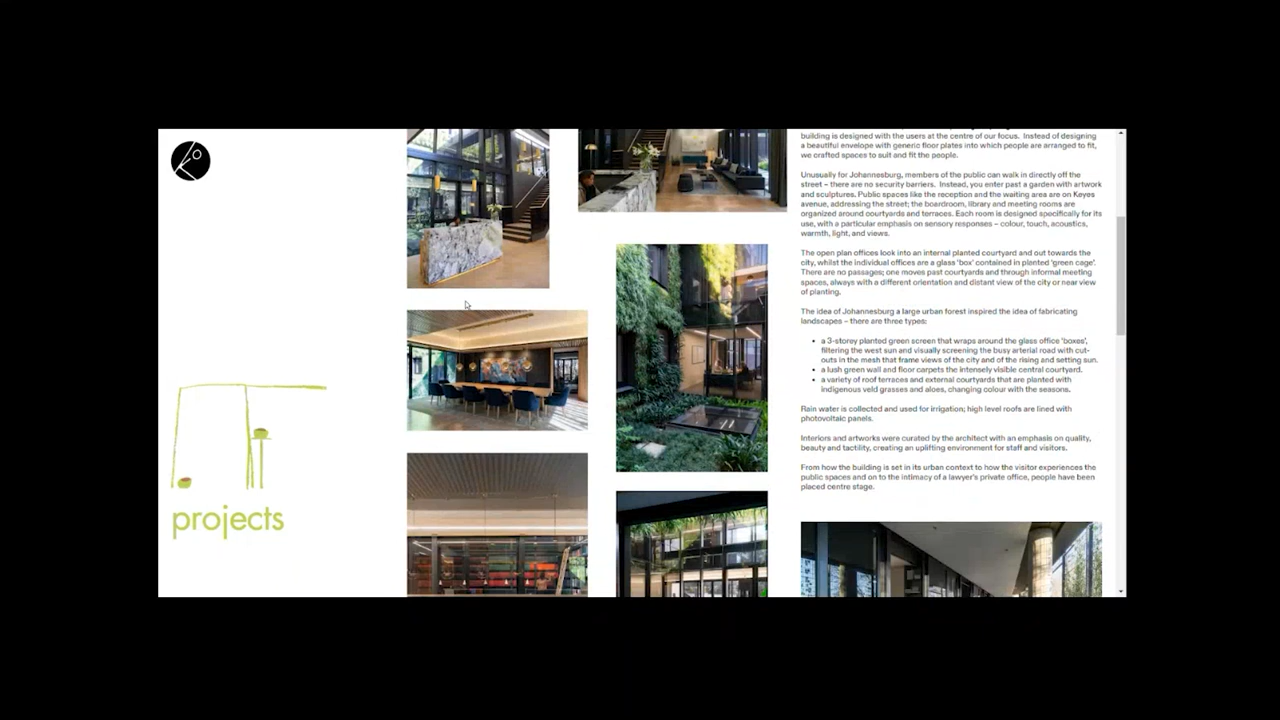 projects
building is designed with the users at the centre of our focus. Instead of designing
a beautiful envelope with generic floor plates into which people are arranged to fit,
we crafted spaces to suit and fit the people.
Unusually for Johannesburg, members of the public can walk in directly off the
street – there are no security barriers. Instead, you enter past a garden with artwork
and sculptures. Public spaces like the reception and the waiting area are on Keyes
avenue, addressing the street; the boardroom, library and meeting rooms are
organized around courtyards and terraces. Each room is designed specifically for its
use, with a particular emphasis on sensory responses – colour, touch, acoustics,
warmth, light, and views.
The open plan offices look into an internal planted courtyard and out towards the
city, whilst the individual offices are a glass 'box' contained in planted 'green cage'.
There are no passages; one moves past courtyards and through informal meeting
spaces, always with a different orientation and distant view of the city or near view
of planting.
The idea of Johannesburg a large urban forest inspired the idea of fabricating
landscapes – there are three types:
• a 3-storey planted green screen that wraps around the glass office 'boxes',
filtering the west sun and visually screening the busy arterial road with cut-
outs in the mesh that frame views of the city and of the rising and setting sun.
• a lush green wall and floor carpets the intensely visible central courtyard.
• a variety of roof terraces and external courtyards that are planted with
indigenous veld grasses and aloes, changing colour with the seasons.
Rain water is collected and used for irrigation; high level roofs are lined with
photovoltaic panels.
Interiors and artworks were curated by the architect with an emphasis on quality,
beauty and tactility, creating an uplifting environment for staff and visitors.
From how the building is set in its urban context to how the visitor experiences the
public spaces and on to the intimacy of a lawyer's private office, people have been
placed centre stage.